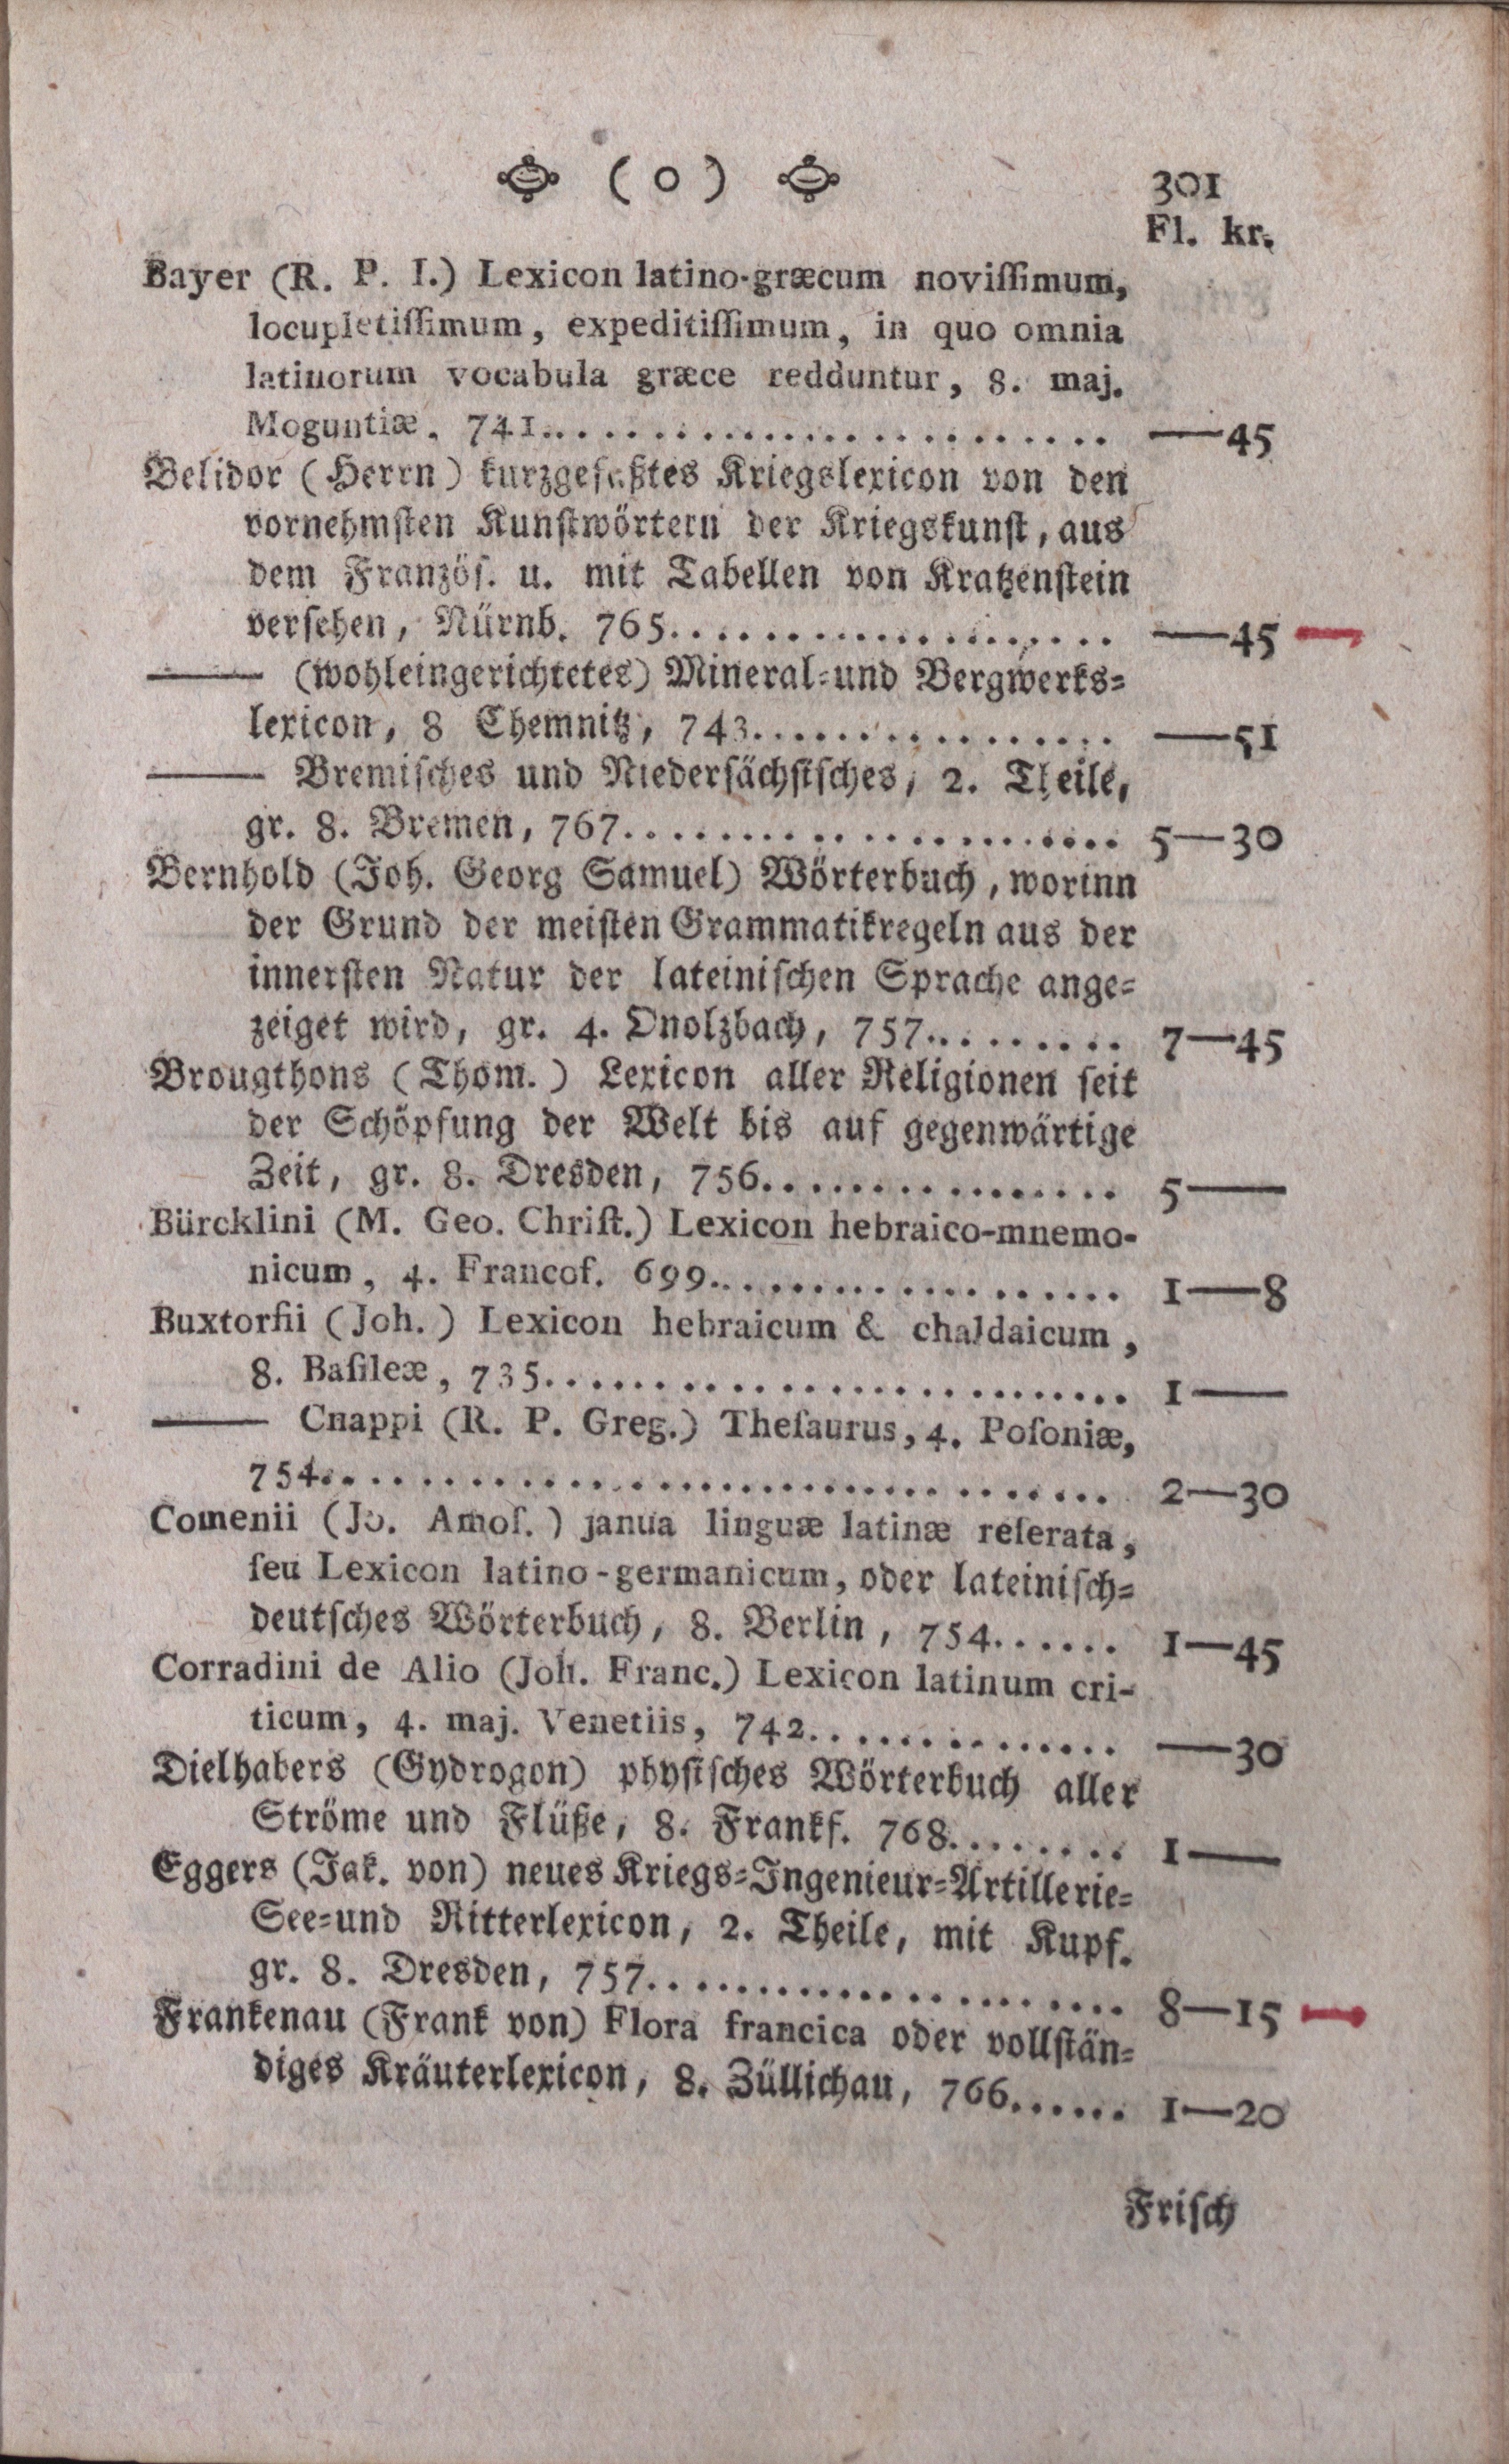 ( o ) 301
Fl. kr.
Bayer (R. P. I.) Lexicon latino-græcum noviſſimum,
locupletiſſimum, expeditiſſimum, in quo omnia
latinorum vocabula græce redduntur, 8. maj.
Moguntiæ, 741........................ —45
Belidor (Herrn) kurzgefaßtes Kriegslexicon von den
vornehmſten Kunſtwörtern der Kriegskunſt, aus
dem Franzöſ. u. mit Tabellen von Kratzenſtein
verſehen, Nürnb. 765.................... —45
—— (wohleingerichtetes) Mineral-und Bergwerks-
lexicon, 8 Chemnitz, 743................ —51
—— Bremiſches und Niederſächſiſches, 2. Theile,
gr. 8. Bremen, 767...................... 5—30
Bernhold (Joh. Georg Samuel) Wörterbuch, worinn
der Grund der meiſten Grammatikregeln aus der
innerſten Natur der lateiniſchen Sprache ange-
zeiget wird, gr. 4. Onolzbach, 757......... 7—45
Brougthons (Thom.) Lexicon aller Religionen ſeit
der Schöpfung der Welt bis auf gegenwärtige
Zeit, gr. 8. Dresden, 756................ 5——
Bürcklini (M. Geo. Chriſt.) Lexicon hebraico-mnemo-
nicum, 4. Francof. 699.................. 1——8
Buxtorfii (Joh.) Lexicon hebraicum & chaldaicum,
8. Baſileæ, 735......................... 1——
—— Cnappi (R. P. Greg.) Theſaurus, 4. Poſoniæ,
754.................................. 2—30
Comenii (Jo. Amoſ.) janua linguæ latinæ reſerata,
ſeu Lexicon latino-germanicum, oder lateiniſch-
deutſches Wörterbuch, 8. Berlin, 754...... 1—45
Corradini de Alio (Joh. Franc.) Lexicon latinum cri-
ticum, 4. maj. Venetiis, 742.............. —30
Dielhabers (Gydrogon) phyſiſches Wörterbuch aller
Ströme und Flüße, 8. Frankf. 768........ 1——
Eggers (Jak. von) neues Kriegs-Ingenieur-Artillerie-
See-und Ritterlexicon, 2. Theile, mit Kupf.
gr. 8. Dresden, 757..................... 8—15
Frankenau (Frank von) Flora francica oder vollſtän-
diges Kräuterlexicon, 8. Züllichau, 766...... 1—20
Friſch